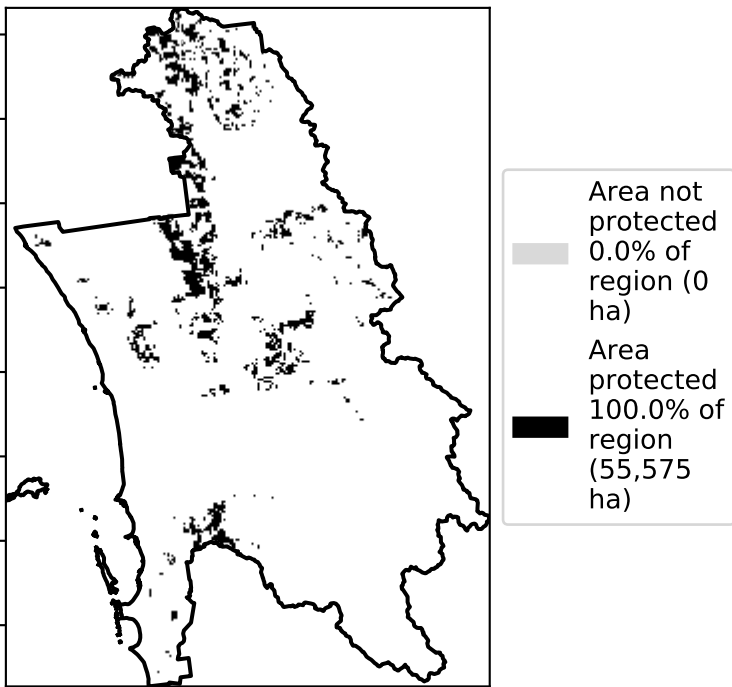 Area not
protected
0.0% of
region (0
ha)
Area
protected
100.0% of
region
(55,575
ha)